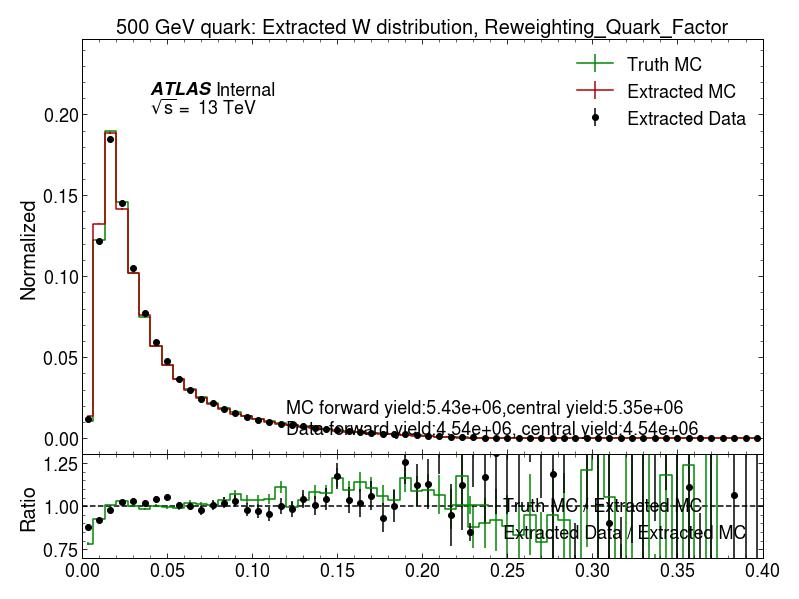 500 GeV quark: Extracted W distribution, Reweighting_Quark_Factor
ATLAS Internal
√s = 13 TeV
Truth MC
Extracted MC
Extracted Data
Normalized
0.20
0.15
0.10
0.05
0.00
MC forward yield:5.43e+06,central yield:5.35e+06
Data forward yield:4.54e+06, central yield:4.54e+06
Ratio
1.25
1.00
0.75
Truth MC / Extracted MC
Extracted Data / Extracted MC
0.00 0.05 0.10 0.15 0.20 0.25 0.30 0.35 0.40